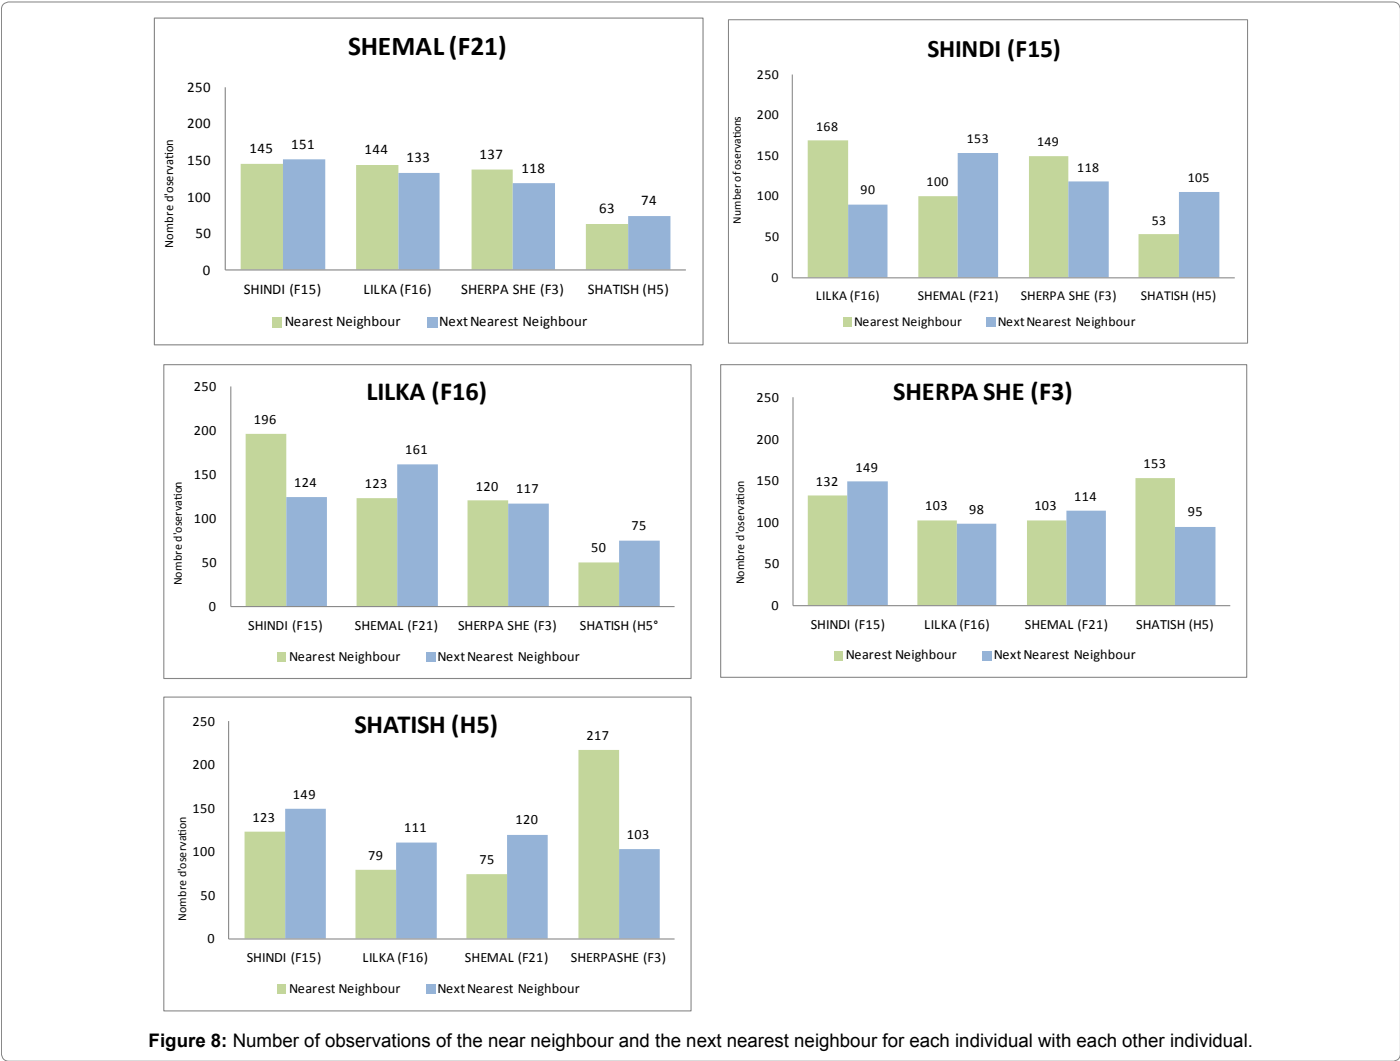 SHEMAL (F21)
Nombre d'oservation
250
200
150
100
50
0
145 151 144 133 137 118 63 74
SHINDI (F15) LILKA (F16) SHERPA SHE (F3) SHATISH (H5)
Nearest Neighbour Next Nearest Neighbour
SHINDI (F15)
Number of oservations
250
200
150
100
50
0
168 90 100 153 149 118 53 105
LILKA (F16) SHEMAL (F21) SHERPA SHE (F3) SHATISH (H5)
Nearest Neighbour Next Nearest Neighbour
LILKA (F16)
Nombre d'oservation
250
200
150
100
50
0
196 124 123 161 120 117 50 75
SHINDI (F15) SHEMAL (F21) SHERPA SHE (F3) SHATISH (H5°
Nearest Neighbour Next Nearest Neighbour
SHERPA SHE (F3)
Nombre d'oservation
250
200
150
100
50
0
132 149 103 98 103 114 153 95
SHINDI (F15) LILKA (F16) SHEMAL (F21) SHATISH (H5)
Nearest Neighbour Next Nearest Neighbour
SHATISH (H5)
Nombre d'oservation
250
200
150
100
50
0
123 149 79 111 75 120 217 103
SHINDI (F15) LILKA (F16) SHEMAL (F21) SHERPASHE (F3)
Nearest Neighbour Next Nearest Neighbour
Figure 8: Number of observations of the near neighbour and the next nearest neighbour for each individual with each other individual.